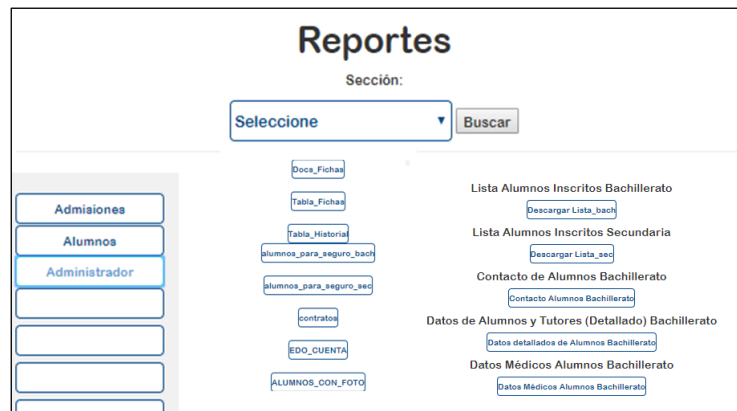 Reportes
Sección:
Seleccione
Buscar
Admisiones
Alumnos
Administrador
Docs_Fichas
Tabla_Fichas
Tabla_Historial
alumnos_para_seguro_bach
alumnos_para_seguro_sec
contratos
EDO_CUENTA
ALUMNOS_CON_FOTO
Lista Alumnos Inscritos Bachillerato
Descargar Lista_bach
Lista Alumnos Inscritos Secundaria
Descargar Lista_sec
Contacto de Alumnos Bachillerato
Contacto Alumnos Bachillerato
Datos de Alumnos y Tutores (Detallado) Bachillerato
Datos detallados de Alumnos Bachillerato
Datos Médicos Alumnos Bachillerato
Datos Médicos Alumnos Bachillerato